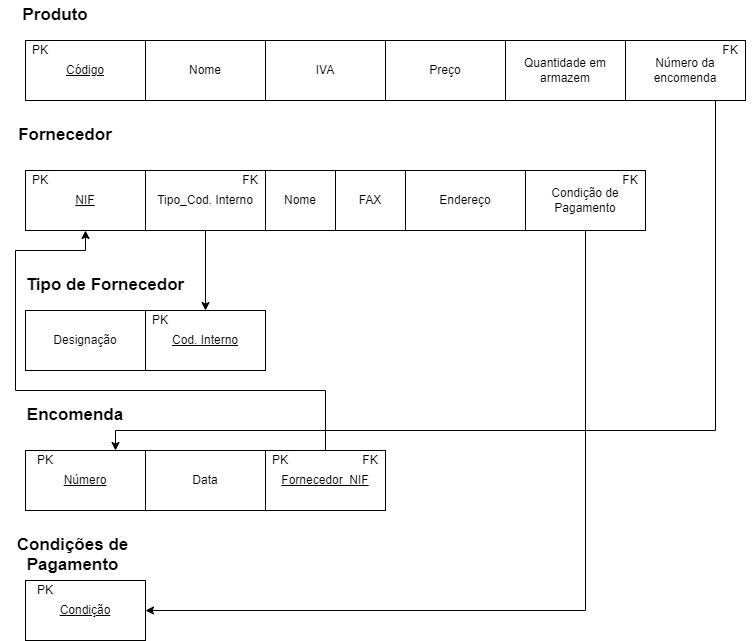 Produto
PK
Código
Nome
IVA
Preço
Quantidade em
armazem
FK
Número da
encomenda
Fornecedor
PK
NIF
FK
Tipo_Cod. Interno
Nome
FAX
Endereço
FK
Condição de
Pagamento
Tipo de Fornecedor
Designação
PK
Cod. Interno
Encomenda
PK
Número
Data
PK FK
Fornecedor_NIF
Condições de
Pagamento
PK
Condição